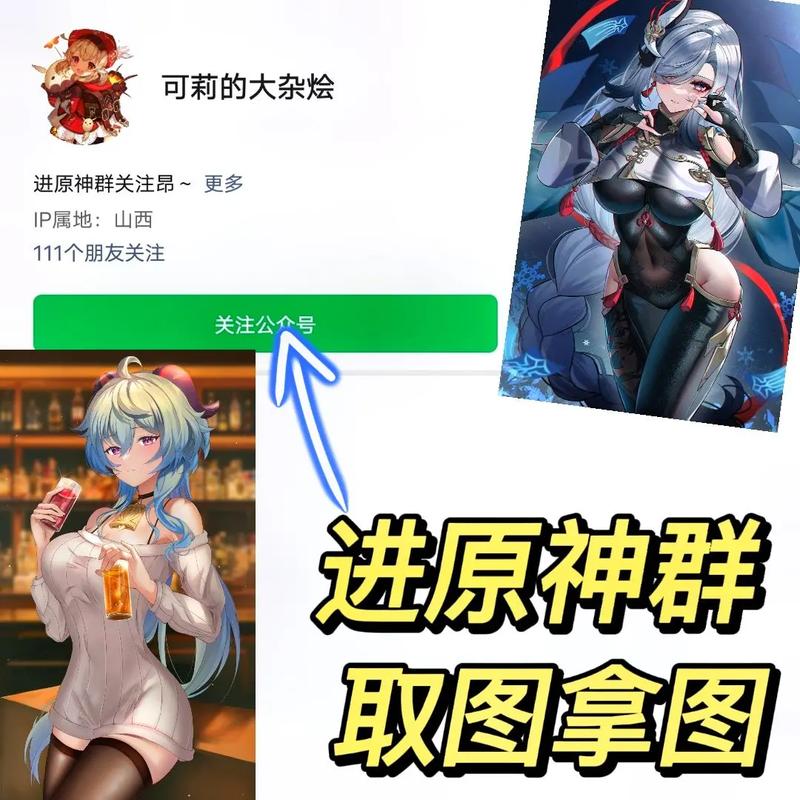 可莉的大杂烩
进原神群关注昂~ 更多
IP属地：山西
111个朋友关注
关注公众号
进原神群
取图拿图